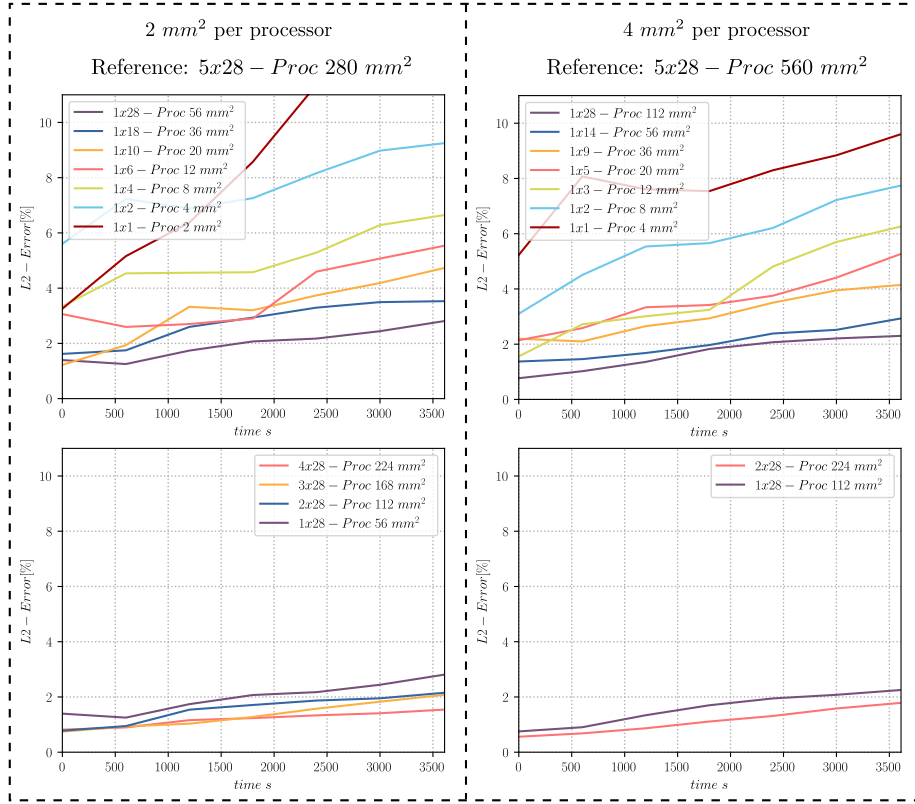 2 mm² per processor
Reference: 5x28 − Proc 280 mm²
10
8
6
4
2
0
L2 − Error[%]
1x28 − Proc 56 mm²
1x18 − Proc 36 mm²
1x10 − Proc 20 mm²
1x6 − Proc 12 mm²
1x4 − Proc 8 mm²
1x2 − Proc 4 mm²
1x1 − Proc 2 mm²
0 500 1000 1500 2000 2500 3000 3500
time s
10
8
6
4
2
0
L2 − Error[%]
4x28 − Proc 224 mm²
3x28 − Proc 168 mm²
2x28 − Proc 112 mm²
1x28 − Proc 56 mm²
0 500 1000 1500 2000 2500 3000 3500
time s
4 mm² per processor
Reference: 5x28 − Proc 560 mm²
10
8
6
4
2
0
L2 − Error[%]
1x28 − Proc 112 mm²
1x14 − Proc 56 mm²
1x9 − Proc 36 mm²
1x5 − Proc 20 mm²
1x3 − Proc 12 mm²
1x2 − Proc 8 mm²
1x1 − Proc 4 mm²
0 500 1000 1500 2000 2500 3000 3500
time s
10
8
6
4
2
0
L2 − Error[%]
2x28 − Proc 224 mm²
1x28 − Proc 112 mm²
0 500 1000 1500 2000 2500 3000 3500
time s